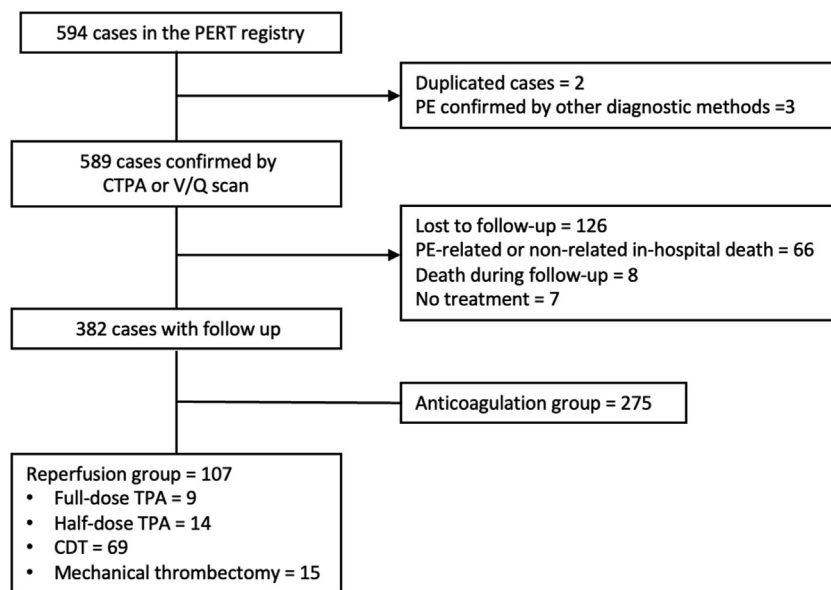 594 cases in the PERT registry
Duplicated cases = 2
PE confirmed by other diagnostic methods =3
589 cases confirmed by
CTPA or V/Q scan
Lost to follow-up = 126
PE-related or non-related in-hospital death = 66
Death during follow-up = 8
No treatment = 7
382 cases with follow up
Anticoagulation group = 275
Reperfusion group = 107
• Full-dose TPA = 9
• Half-dose TPA = 14
• CDT = 69
• Mechanical thrombectomy = 15